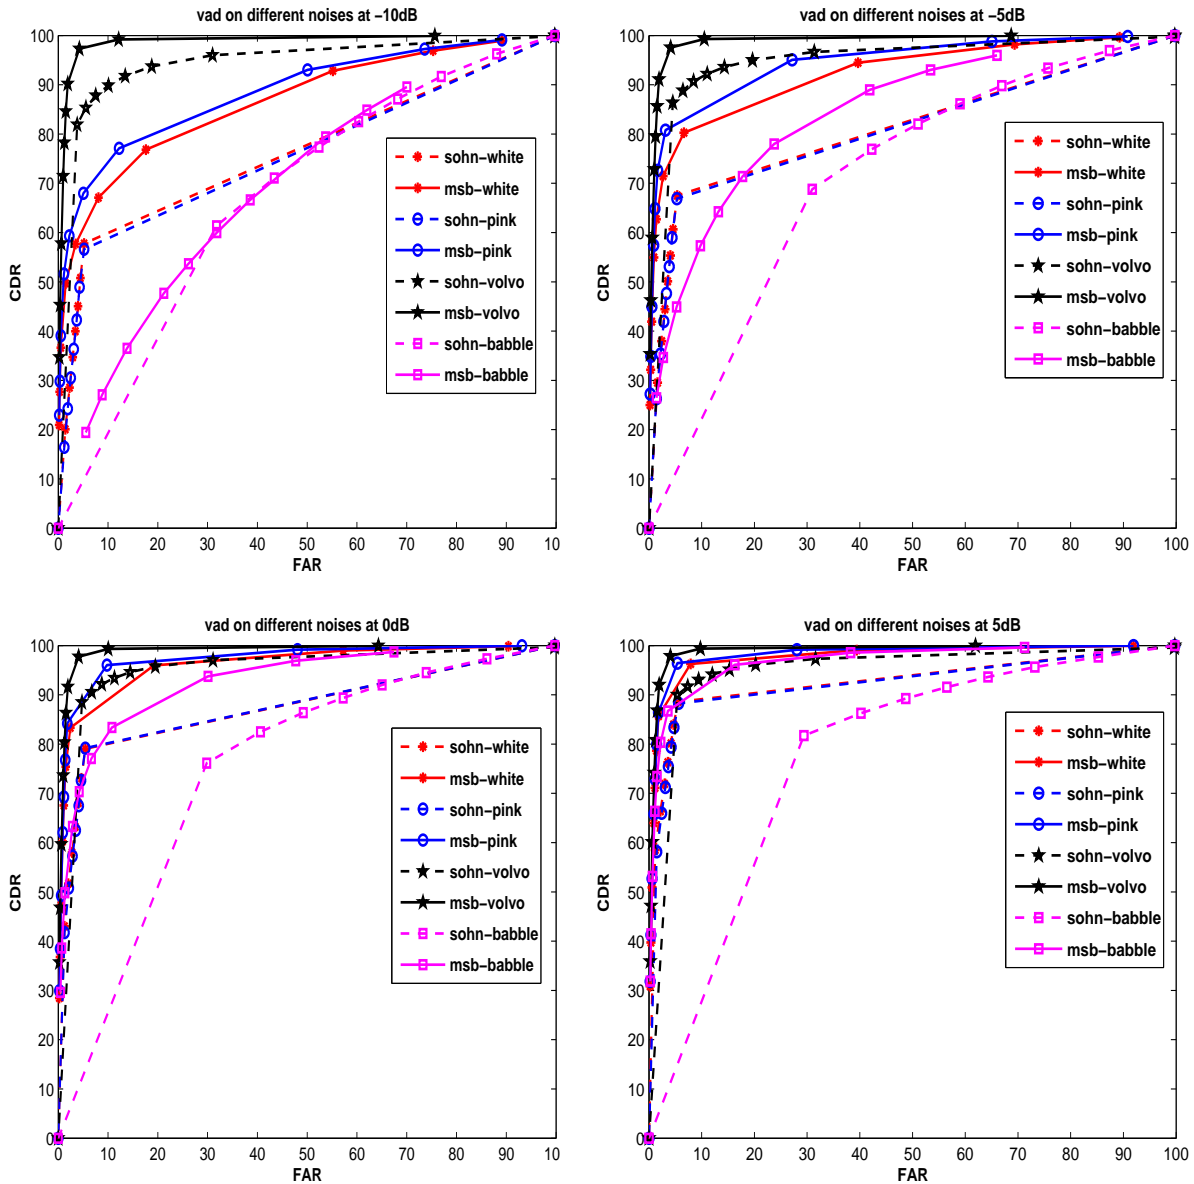 vad on different noises at −10dB
CDR
100
90
80
70
60
50
40
30
20
10
0
sohn−white
msb−white
sohn−pink
msb−pink
sohn−volvo
msb−volvo
sohn−babble
msb−babble
0 10 20 30 40 50 60 70 80 90 10
FAR
vad on different noises at −5dB
CDR
100
90
80
70
60
50
40
30
20
10
0
sohn−white
msb−white
sohn−pink
msb−pink
sohn−volvo
msb−volvo
sohn−babble
msb−babble
0 10 20 30 40 50 60 70 80 90 100
FAR
vad on different noises at 0dB
CDR
100
90
80
70
60
50
40
30
20
10
0
sohn−white
msb−white
sohn−pink
msb−pink
sohn−volvo
msb−volvo
sohn−babble
msb−babble
0 10 20 30 40 50 60 70 80 90 100
FAR
vad on different noises at 5dB
CDR
100
90
80
70
60
50
40
30
20
10
0
sohn−white
msb−white
sohn−pink
msb−pink
sohn−volvo
msb−volvo
sohn−babble
msb−babble
0 10 20 30 40 50 60 70 80 90 100
FAR